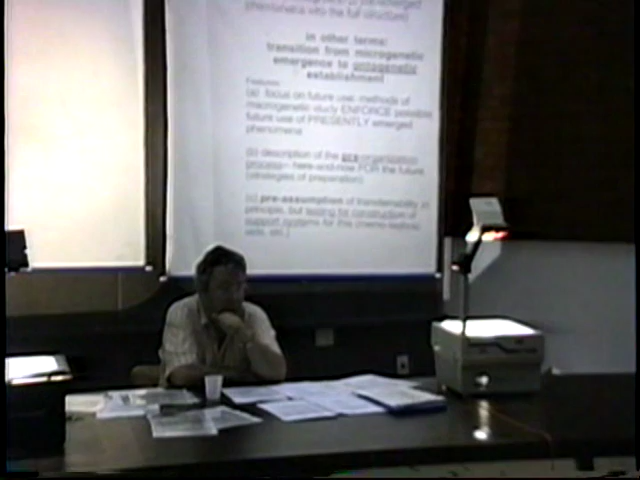 phenomena into the full structure)
in other terms:
transition from microgenetic
emergence to ontogenetic
establishment
Features:
(a) focus on future use: methods of
macrogenetic study ENFORCE possible
future use of PRESENTLY emerged
phenomena
(b) description of the pre-organization
process-- here-and-now FOR the future
(strategies of preparation)
(c) pre-assumption of transferability in
principle, but testing for construction of
support systems for this